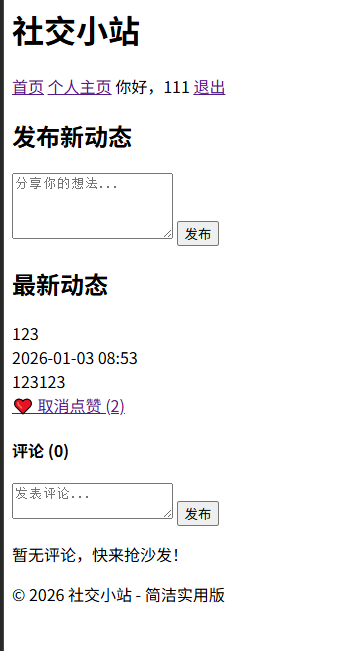 社交小站
首页 个人主页 你好，111 退出
发布新动态
分享你的想法...
发布
最新动态
123
2026-01-03 08:53
123123
❤️ 取消点赞 (2)
评论 (0)
发表评论...
发布
暂无评论，快来抢沙发！
© 2026 社交小站 - 简洁实用版